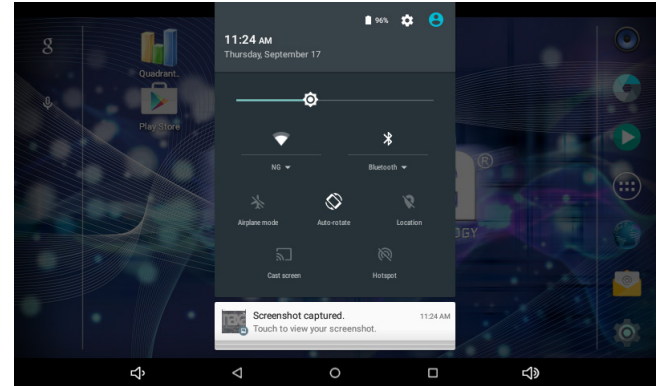 96%
11:24 AM
Thursday, September 17
g
Quadrant.
Play Store
NG
Bluetooth
Airplane mode
Auto-rotate
Location
Cast screen
Hotspot
Screenshot captured.
11:24 AM
Touch to view your screenshot.
®
OGY